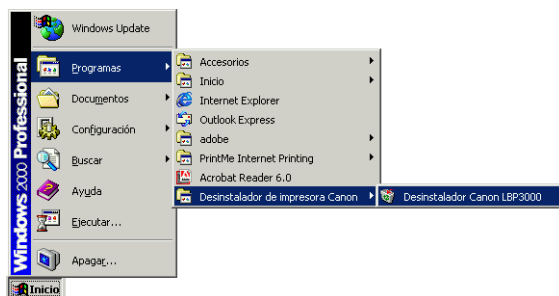 Windows 2000 Professional
Windows Update
Programas
Documentos
Configuración
Buscar
Ayuda
Ejecutar...
Apagar...
Inicio
Accesorios
Inicio
Internet Explorer
Outlook Express
adobe
PrintMe Internet Printing
Acrobat Reader 6.0
Desinstalador de impresora Canon
Desinstalador Canon LBP3000